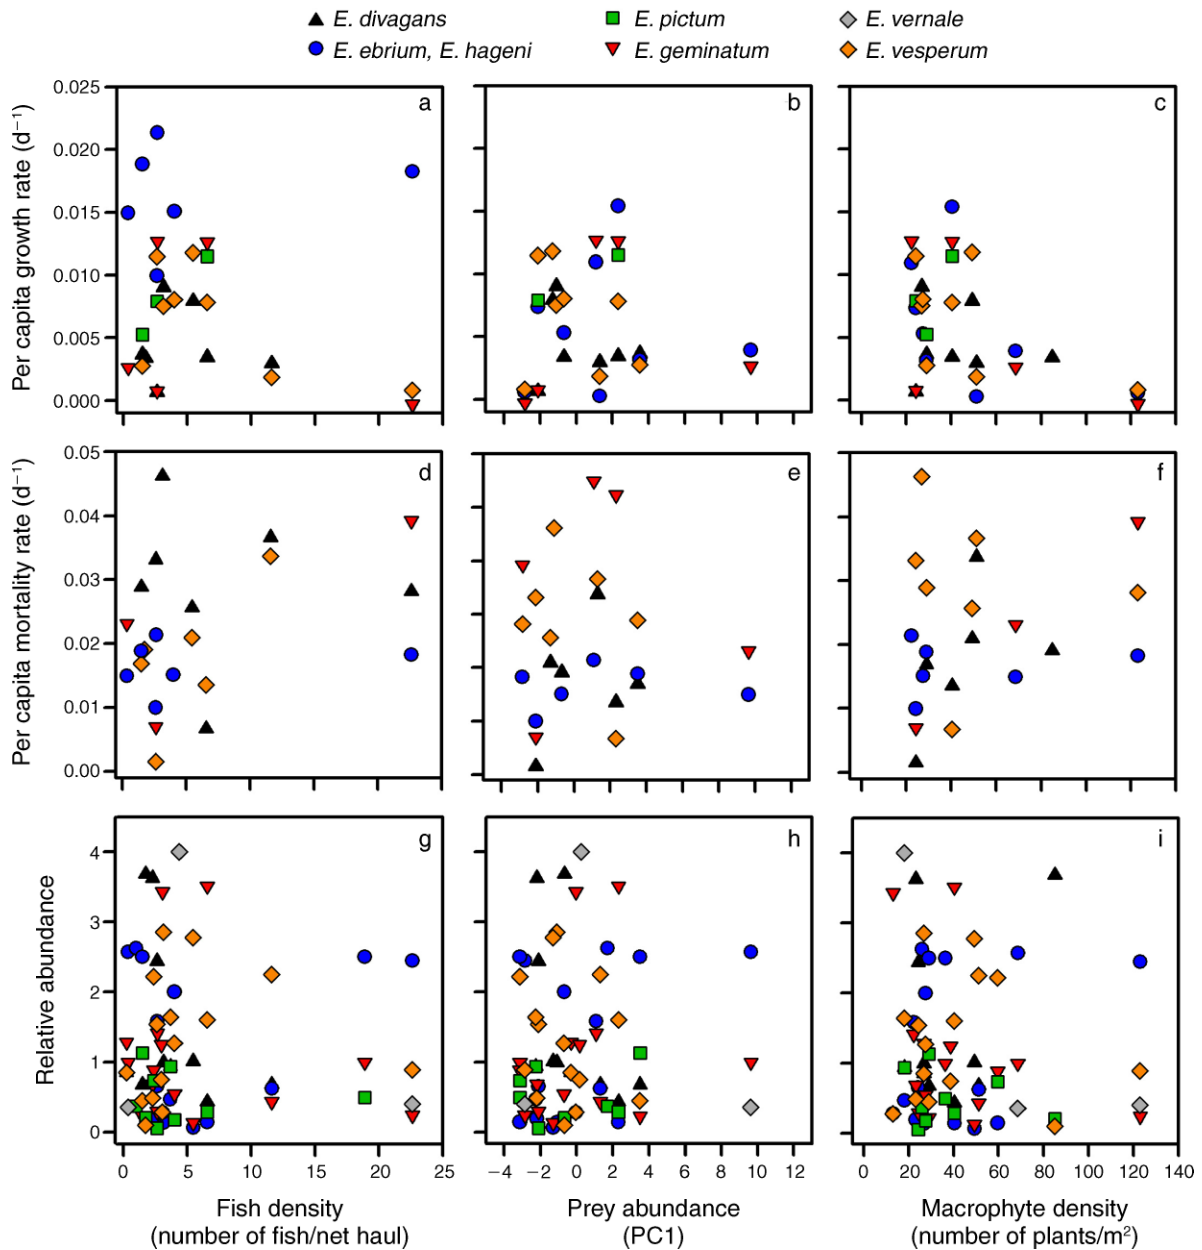 E. divagans
E. pictum
E. vernale
E. ebrium, E. hageni
E. geminatum
E. vesperum
Per capita growth rate (d⁻¹)
0.025
0.020
0.015
0.010
0.005
0.000
a
b
c
Per capita mortality rate (d⁻¹)
0.05
0.04
0.03
0.02
0.01
0.00
d
e
f
Relative abundance
4
3
2
1
0
g
h
i
0 5 10 15 20 25
−4 −2 0 2 4 6 8 10 12
0 20 40 60 80 100 120 140
Fish density
(number of fish/net haul)
Prey abundance
(PC1)
Macrophyte density
(number of plants/m²)